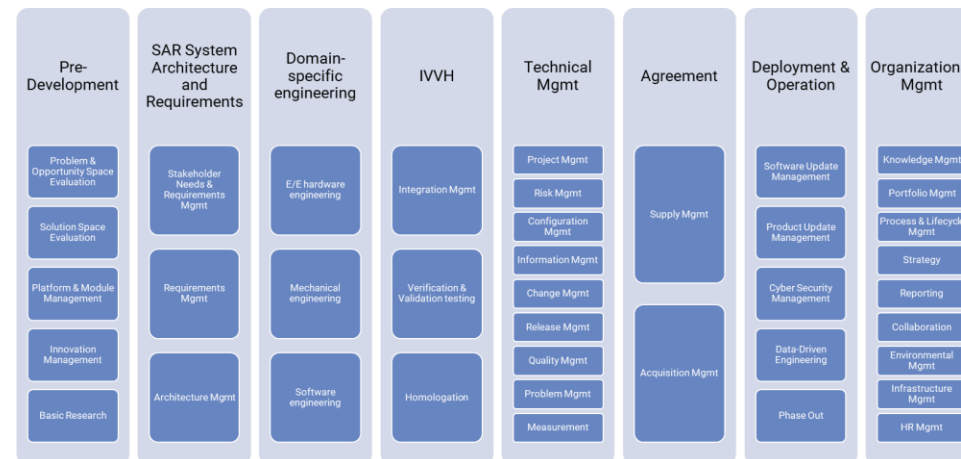 Pre-
Development
Problem &
Opportunity Space
Evaluation
Solution Space
Evaluation
Platform & Module
Management
Innovation
Management
Basic Research
SAR System
Architecture
and
Requirements
Stakeholder
Needs &
Requirements
Mgmt
Requirements
Mgmt
Architecture Mgmt
Domain-
specific
engineering
E/E hardware
engineering
Mechanical
engineering
Software
engineering
IVVH
Integration Mgmt
Verification &
Validation testing
Homologation
Technical
Mgmt
Project Mgmt
Risk Mgmt
Configuration
Mgmt
Information Mgmt
Change Mgmt
Release Mgmt
Quality Mgmt
Problem Mgmt
Measurement
Agreement
Supply Mgmt
Acquisition Mgmt
Deployment &
Operation
Software Update
Management
Product Update
Management
Cyber Security
Management
Data-Driven
Engineering
Phase Out
Organization
Mgmt
Knowledge Mgmt
Portfolio Mgmt
Process & Lifecycle
Mgmt
Strategy
Reporting
Collaboration
Environmental
Mgmt
Infrastructure
Mgmt
HR Mgmt